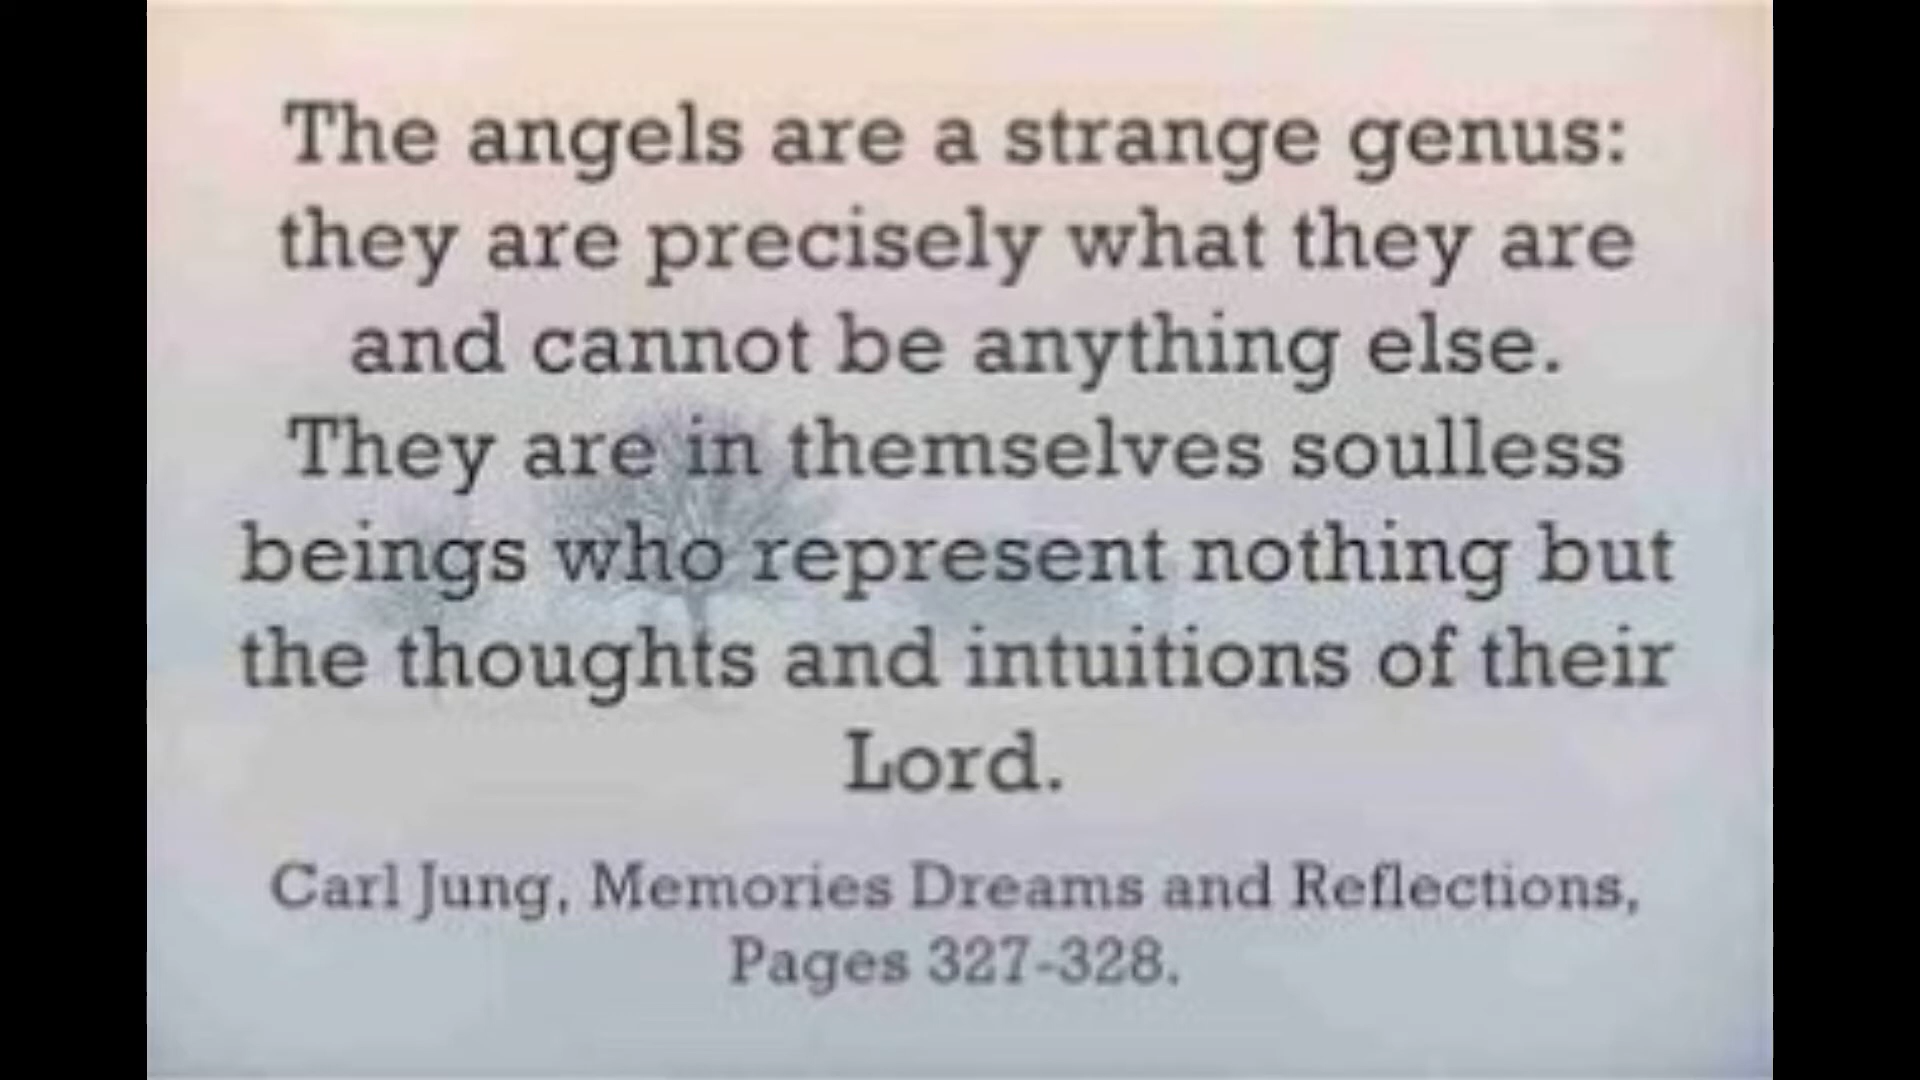 The angels are a strange genus:
they are precisely what they are
and cannot be anything else.
They are in themselves soulless
beings who represent nothing but
the thoughts and intuitions of their
Lord.
Carl Jung, Memories Dreams and Reflections,
Pages 327-328.